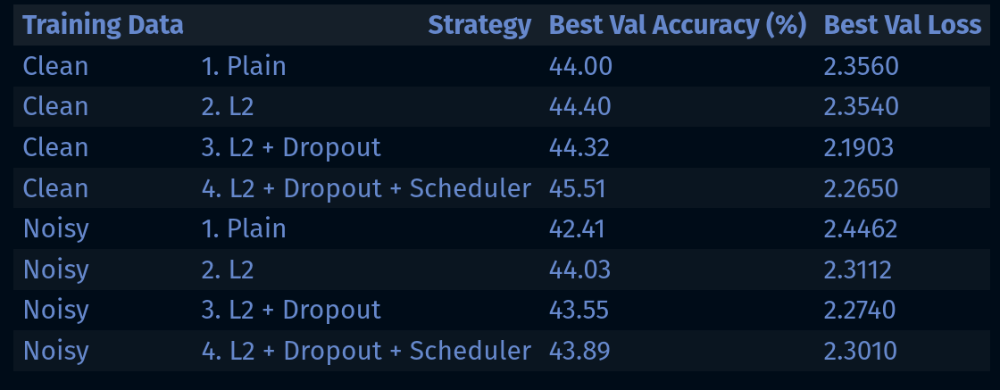 Training Data Strategy Best Val Accuracy (%) Best Val Loss
Clean 1. Plain 44.00 2.3560
Clean 2. L2 44.40 2.3540
Clean 3. L2 + Dropout 44.32 2.1903
Clean 4. L2 + Dropout + Scheduler 45.51 2.2650
Noisy 1. Plain 42.41 2.4462
Noisy 2. L2 44.03 2.3112
Noisy 3. L2 + Dropout 43.55 2.2740
Noisy 4. L2 + Dropout + Scheduler 43.89 2.3010